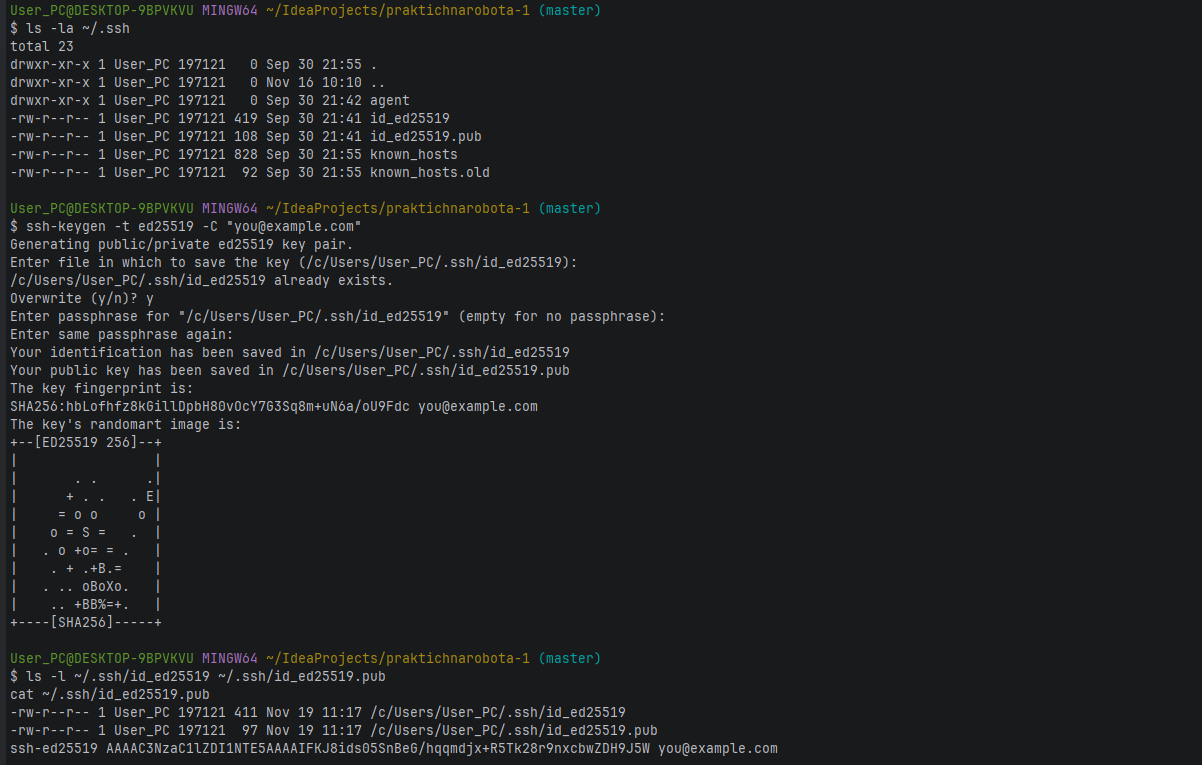 User_PC@DESKTOP-9BPVKVU MINGW64 ~/IdeaProjects/praktichnarobota-1 (master)
$ ls -la ~/.ssh
total 23
drwxr-xr-x 1 User_PC 197121   0 Sep 30 21:55 .
drwxr-xr-x 1 User_PC 197121   0 Nov 16 10:10 ..
drwxr-xr-x 1 User_PC 197121   0 Sep 30 21:42 agent
-rw-r--r-- 1 User_PC 197121 419 Sep 30 21:41 id_ed25519
-rw-r--r-- 1 User_PC 197121 108 Sep 30 21:41 id_ed25519.pub
-rw-r--r-- 1 User_PC 197121 828 Sep 30 21:55 known_hosts
-rw-r--r-- 1 User_PC 197121  92 Sep 30 21:55 known_hosts.old

User_PC@DESKTOP-9BPVKVU MINGW64 ~/IdeaProjects/praktichnarobota-1 (master)
$ ssh-keygen -t ed25519 -C "you@example.com"
Generating public/private ed25519 key pair.
Enter file in which to save the key (/c/Users/User_PC/.ssh/id_ed25519):
/c/Users/User_PC/.ssh/id_ed25519 already exists.
Overwrite (y/n)? y
Enter passphrase for "/c/Users/User_PC/.ssh/id_ed25519" (empty for no passphrase):
Enter same passphrase again:
Your identification has been saved in /c/Users/User_PC/.ssh/id_ed25519
Your public key has been saved in /c/Users/User_PC/.ssh/id_ed25519.pub
The key fingerprint is:
SHA256:hbLofhfz8kGillDpbH80vOcY7G3Sq8m+uN6a/oU9Fdc you@example.com
The key's randomart image is:
+--[ED25519 256]--+
|                 |
|       . .      .|
|      + . .   . E|
|     = o o     o |
|    o = S =   .  |
|   . o +o= = .   |
|    . + .+B.=    |
|   . .. oBoXo.   |
|    .. +BB%=+.   |
+----[SHA256]-----+

User_PC@DESKTOP-9BPVKVU MINGW64 ~/IdeaProjects/praktichnarobota-1 (master)
$ ls -l ~/.ssh/id_ed25519 ~/.ssh/id_ed25519.pub
cat ~/.ssh/id_ed25519.pub
-rw-r--r-- 1 User_PC 197121 411 Nov 19 11:17 /c/Users/User_PC/.ssh/id_ed25519
-rw-r--r-- 1 User_PC 197121  97 Nov 19 11:17 /c/Users/User_PC/.ssh/id_ed25519.pub
ssh-ed25519 AAAAC3NzaC1lZDI1NTE5AAAAIFKJ8ids05SnBeG/hqqmdjx+R5Tk28r9nxcbwZDH9J5W you@example.com